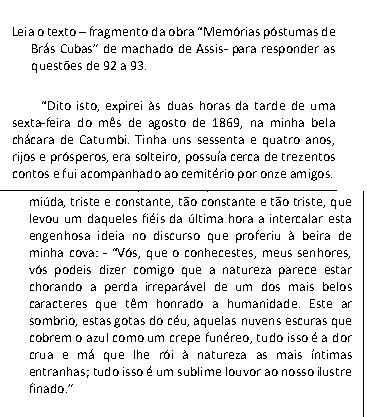 Leia o texto – fragmento da obra “Memórias póstumas de
Brás Cubas” de machado de Assis- para responder as
questões de 92 a 93.
“Dito isto, expirei às duas horas da tarde de uma
sexta-feira do mês de agosto de 1869, na minha bela
chácara de Catumbi. Tinha uns sessenta e quatro anos,
rijos e prósperos, era solteiro, possuía cerca de trezentos
contos e fui acompanhado ao cemitério por onze amigos.
miúda, triste e constante, tão constante e tão triste, que
levou um daqueles fiéis da última hora a intercalar esta
engenhosa ideia no discurso que proferiu à beira de
minha cova: - “Vós, que o conhecestes, meus senhores,
vós podeis dizer comigo que a natureza parece estar
chorando a perda irreparável de um dos mais belos
caracteres que têm honrado a humanidade. Este ar
sombrio, estas gotas do céu, aquelas nuvens escuras que
cobrem o azul como um crepe funéreo, tudo isso é a dor
crua e má que lhe rói à natureza as mais íntimas
entranhas; tudo isso é um sublime louvor ao nosso ilustre
finado.”